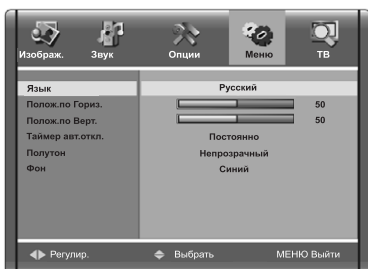 Изображ. Звук Опции Меню ТВ
Язык Русский
Полож.по Гориз. 50
Полож.по Верт. 50
Таймер авт.откл. Постоянно
Полутон Непрозрачный
Фон Синий
Регулир. Выбрать МЕНЮ Выйти